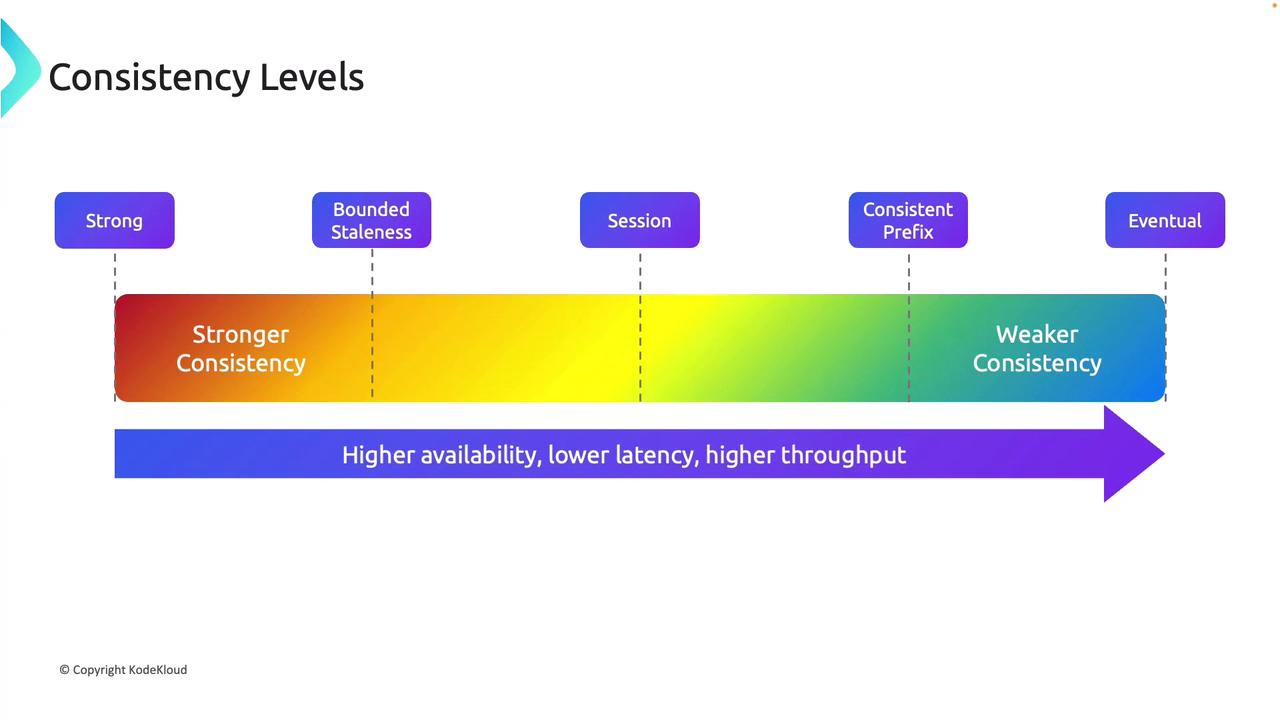 Consistency Levels
Strong
Bounded
Staleness
Session
Consistent
Prefix
Eventual
Stronger
Consistency
Weaker
Consistency
Higher availability, lower latency, higher throughput
© Copyright KodeKloud